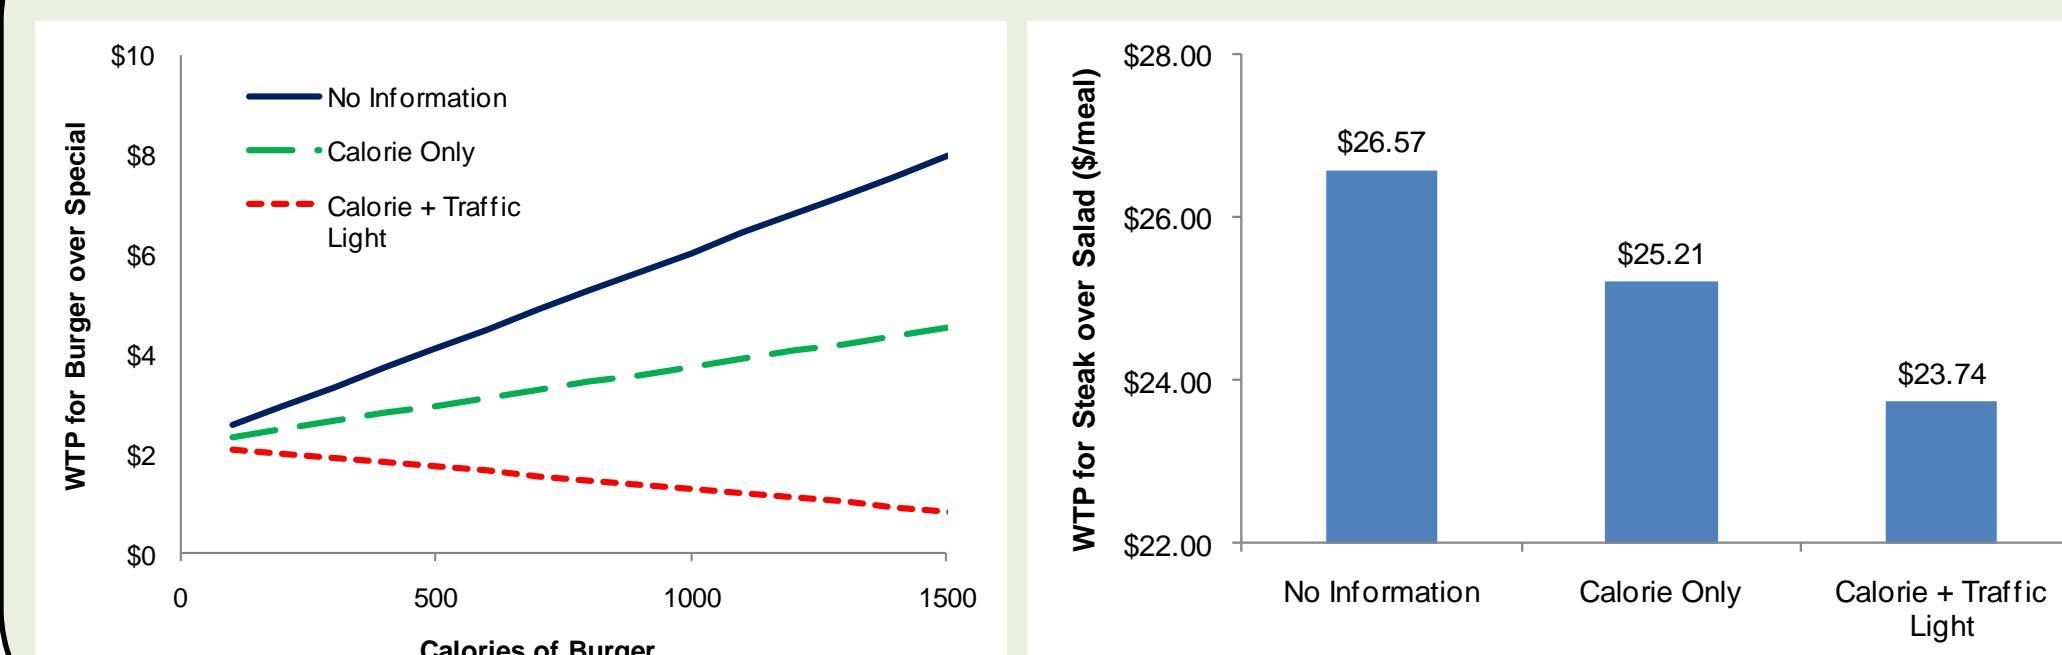 $10
No Information
Calorie Only
Calorie + Traffic
Light
$8
$6
$4
$2
$0
WTP for Burger over Special
0
500
1000
1500
Calories of Burger
$28.00
$26.00
$24.00
$22.00
WTP for Steak over Salad ($/meal)
$26.57
$25.21
$23.74
No Information
Calorie Only
Calorie + Traffic
Light